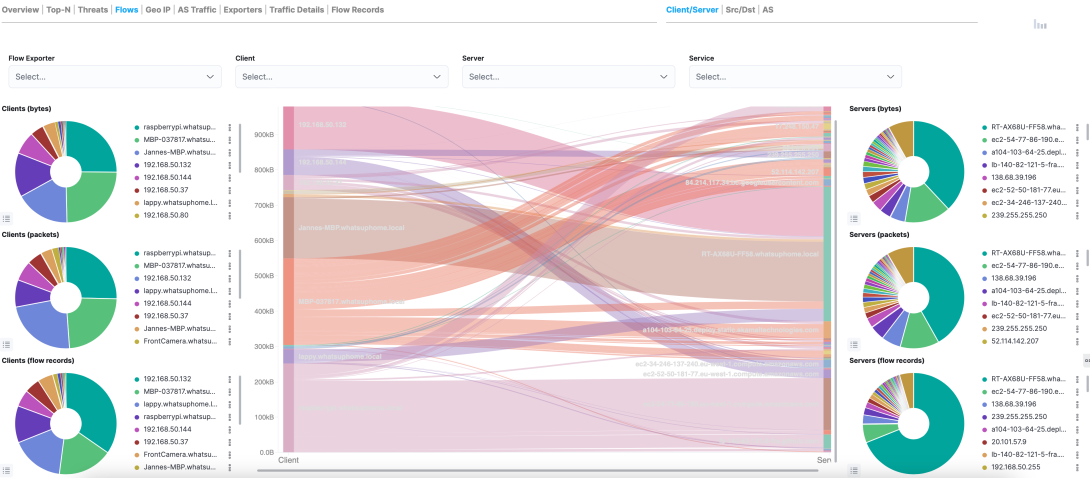 Overview | Top-N | Threats | Flows | Geo IP | AS Traffic | Exporters | Traffic Details | Flow Records
Client/Server | Src/Dst | AS
Flow Exporter
Client
Server
Service
Select...
Select...
Select...
Select...
Clients (bytes)
raspberrypi.whatsup...
MBP-037817.whatsu...
Jannes-MBP.whatsu...
192.168.50.132
192.168.50.144
192.168.50.37
lappy.whatsuphome.l...
192.168.50.80
Clients (packets)
raspberrypi.whatsup...
MBP-037817.whatsu...
192.168.50.132
lappy.whatsuphome.l...
192.168.50.144
192.168.50.37
Jannes-MBP.whatsu...
FrontCamera.whatsu...
Clients (flow records)
192.168.50.132
MBP-037817.whatsu...
lappy.whatsuphome.l...
raspberrypi.whatsup...
192.168.50.144
192.168.50.37
FrontCamera.whatsu...
Jannes-MBP.whatsu...
900kB
800kB
700kB
600kB
500kB
400kB
300kB
200kB
100kB
0.0B
Client
Ser
Jannes-MBP.whatsuphome.local
MBP-037817.whatsuphome.local
lappy.whatsuphome.local
RT-AX68U-FF58.whatsuphome.local
Servers (bytes)
RT-AX68U-FF58.wha...
ec2-54-77-86-190.e...
a104-103-64-25.depl...
lb-140-82-121-5-fra....
138.68.39.196
ec2-52-50-181-77.eu...
ec2-34-246-137-240...
239.255.255.250
Servers (packets)
RT-AX68U-FF58.wha...
ec2-54-77-86-190.e...
138.68.39.196
a104-103-64-25.depl...
lb-140-82-121-5-fra....
ec2-52-50-181-77.eu...
239.255.255.250
52.114.142.207
Servers (flow records)
RT-AX68U-FF58.wha...
ec2-54-77-86-190.e...
138.68.39.196
239.255.255.250
a104-103-64-25.depl...
20.101.57.9
lb-140-82-121-5-fra....
192.168.50.255